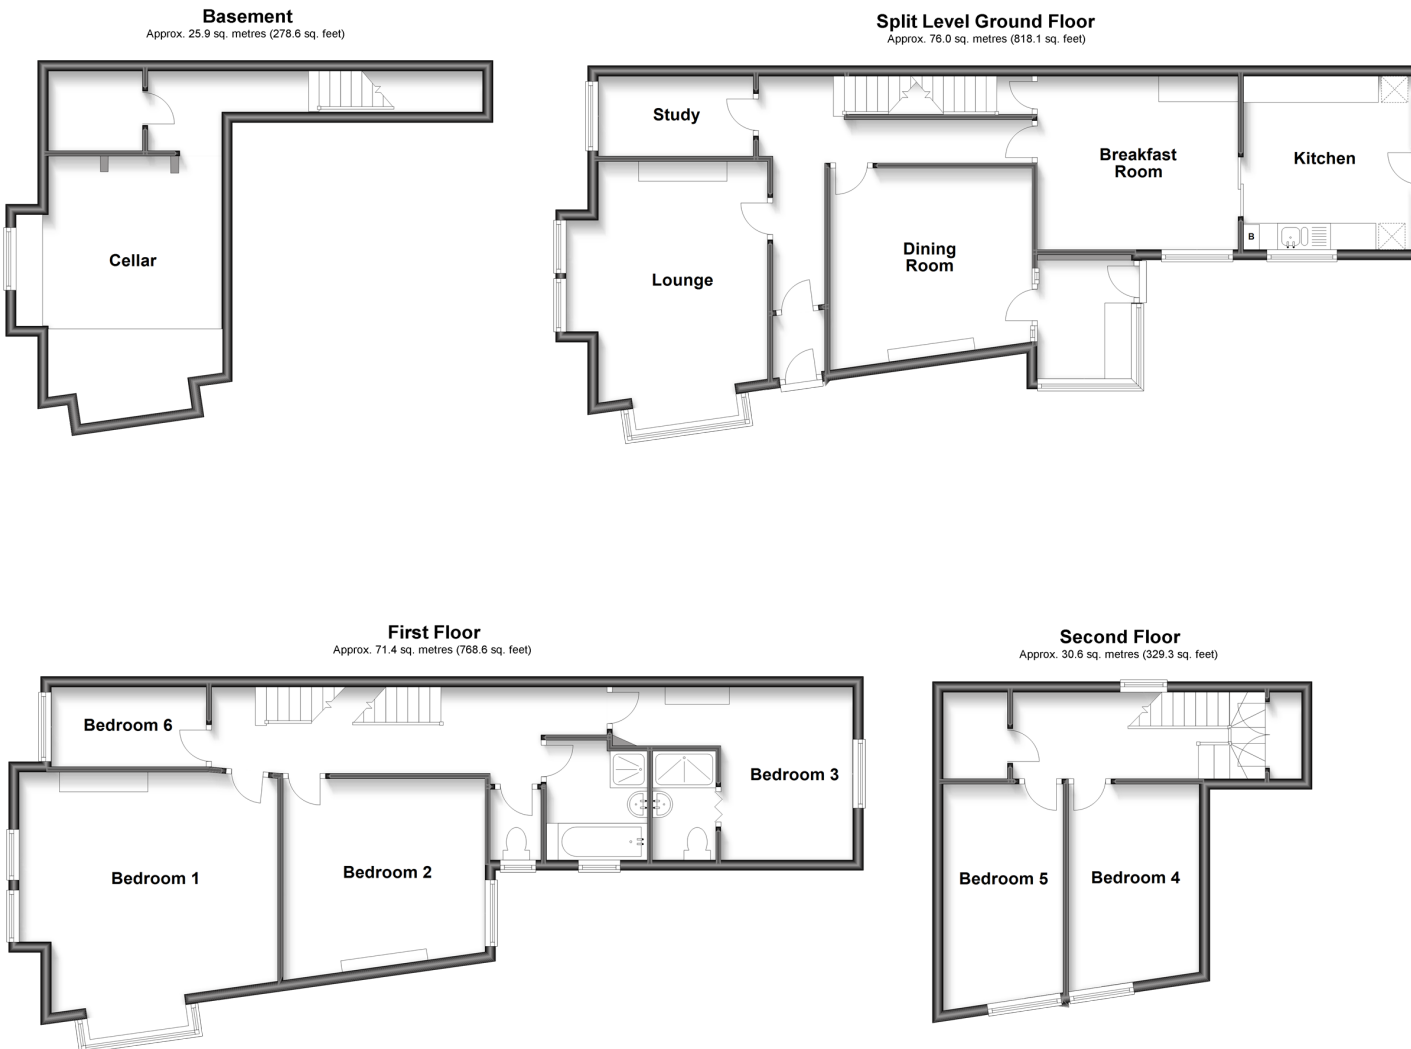 Basement
Approx. 25.9 sq. metres (278.6 sq. feet)
Cellar
Split Level Ground Floor
Approx. 76.0 sq. metres (818.1 sq. feet)
Study
Breakfast
Room
Kitchen
Lounge
Dining
Room
B
First Floor
Approx. 71.4 sq. metres (768.6 sq. feet)
Bedroom 6
Bedroom 3
Bedroom 1
Bedroom 2
Second Floor
Approx. 30.6 sq. metres (329.3 sq. feet)
Bedroom 5
Bedroom 4